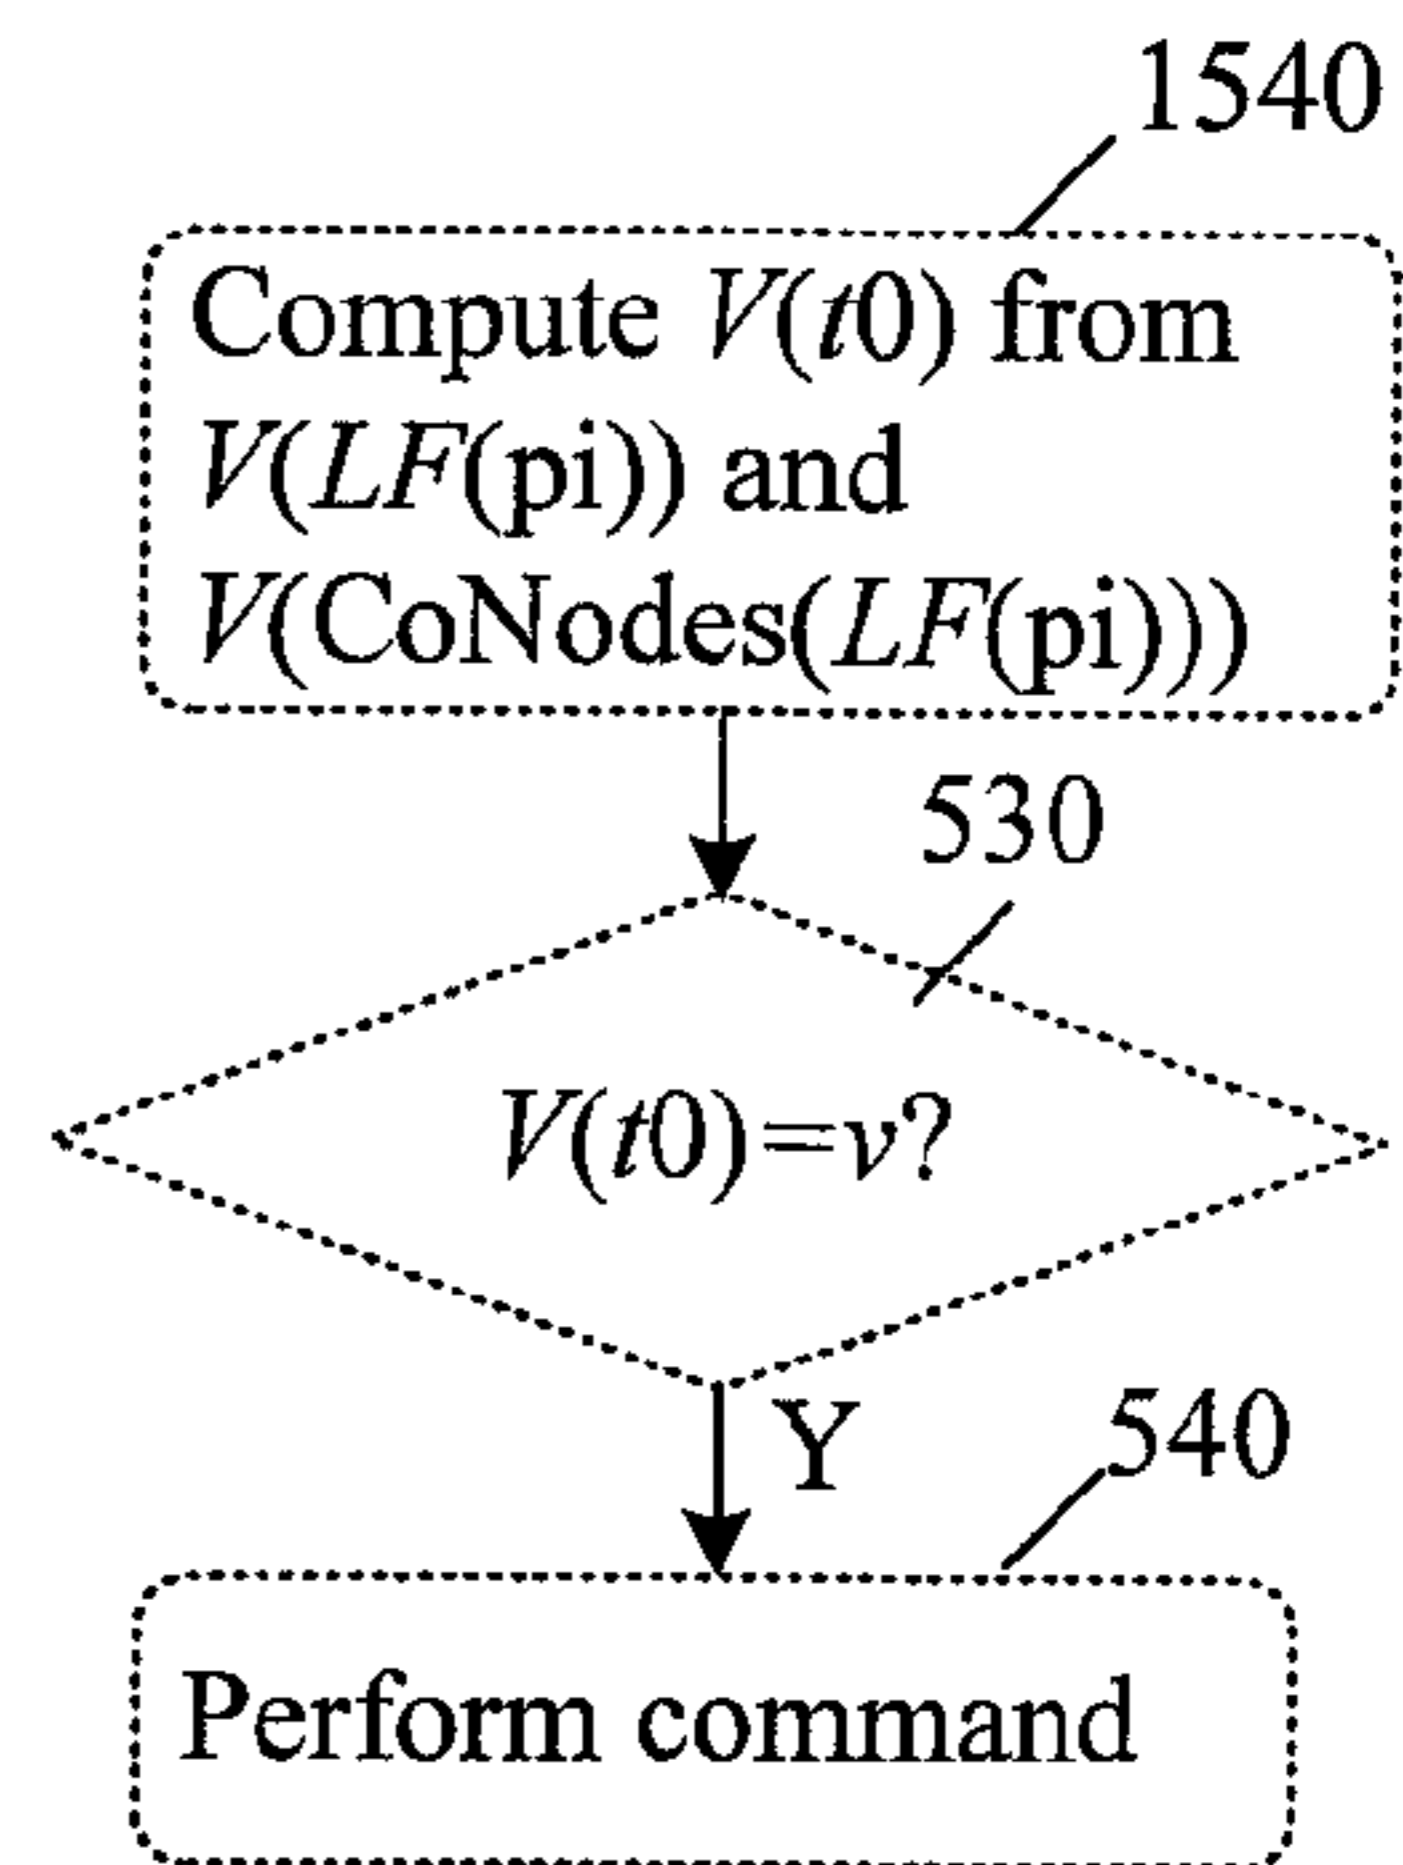 1540
Compute V(t0) from
V(LF(pi)) and
V(CoNodes(LF(pi)))
530
V(t0)=v?
Y
540
Perform command